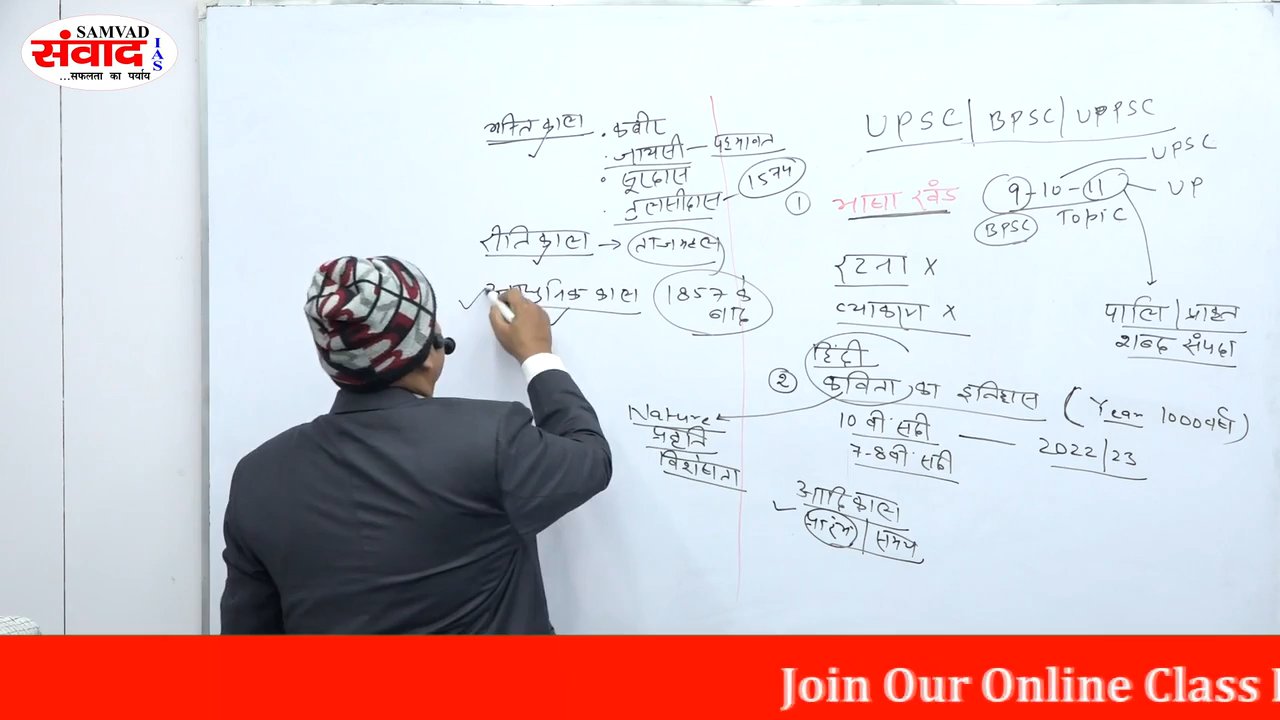 SAMVAD
संवाद IAS
...सफलता का पर्याय
भक्ति काल
• कबीर
• जायसी – पद्मावत
• सूरदास
• तुलसीदास – 1574
रीति काल → ताजमहल
आधुनिक काल
1857 के
बाद
Nature
प्रकृति
विशेषता
UPSC | BPSC | UPPSC
① भाषा खंड
9-10-11
UPSC
UP
BPSC
Topic
रटना X
व्याकरण X
पालि | प्राकृत
शब्द संपदा
हिंदी
② कविता का इतिहास (Year 1000 वर्ष)
10 वीं सदी — 2022/23
7-8वीं सदी
आदिकाल
प्रारंभ | समय
Join Our Online Class